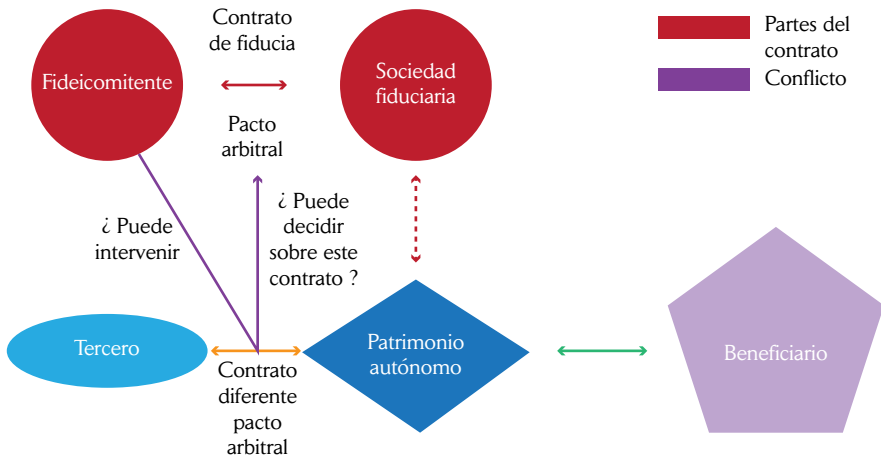 Contrato
de fiducia
Fideicomitente
Sociedad
fiduciaria
Partes del
contrato
Conflicto
Pacto
arbitral
¿ Puede
intervenir
¿ Puede
decidir
sobre este
contrato ?
Tercero
Patrimonio
autónomo
Beneficiario
Contrato
diferente
pacto
arbitral